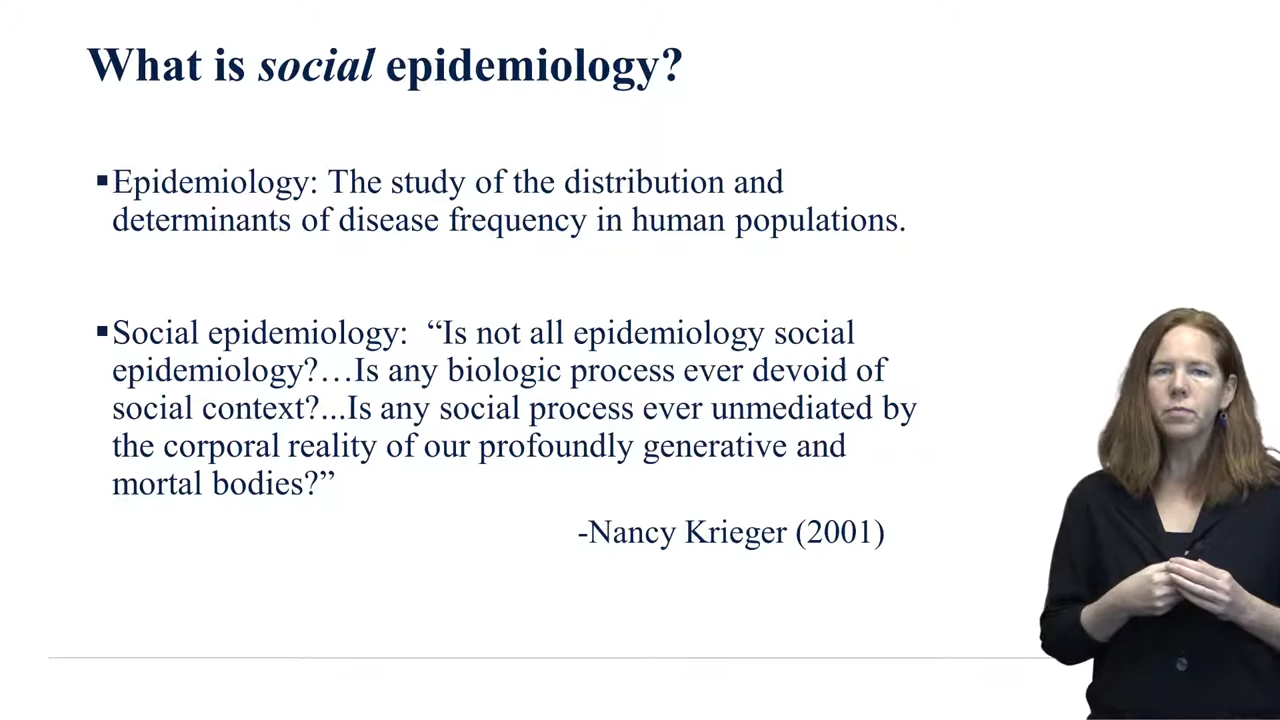 What is social epidemiology?
▪Epidemiology: The study of the distribution and
determinants of disease frequency in human populations.
▪Social epidemiology:  “Is not all epidemiology social
epidemiology?…Is any biologic process ever devoid of
social context?...Is any social process ever unmediated by
the corporal reality of our profoundly generative and
mortal bodies?”
-Nancy Krieger (2001)